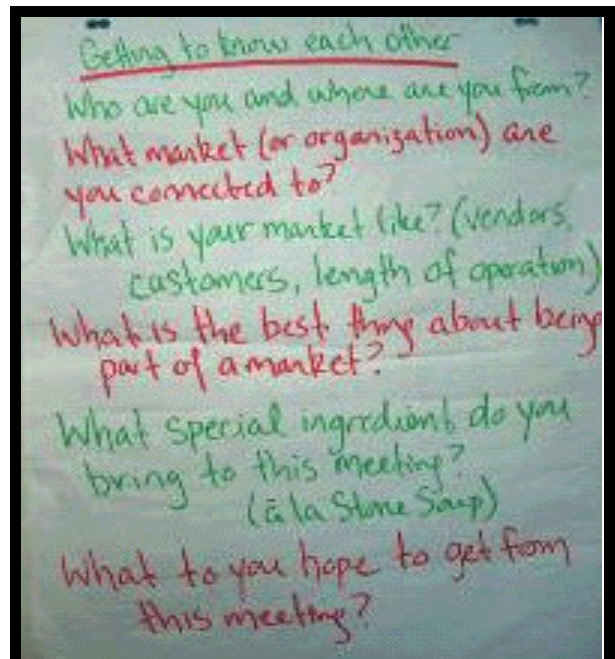 Getting to know each other
Who are you and where are you from?
What market (or organization) are
you connected to?
What is your market like? (vendors,
customers, length of operation)
What is the best thing about being
part of a market?
What special ingredient do you
bring to this meeting?
(à la Stone Soup)
What to you hope to get from
this meeting?